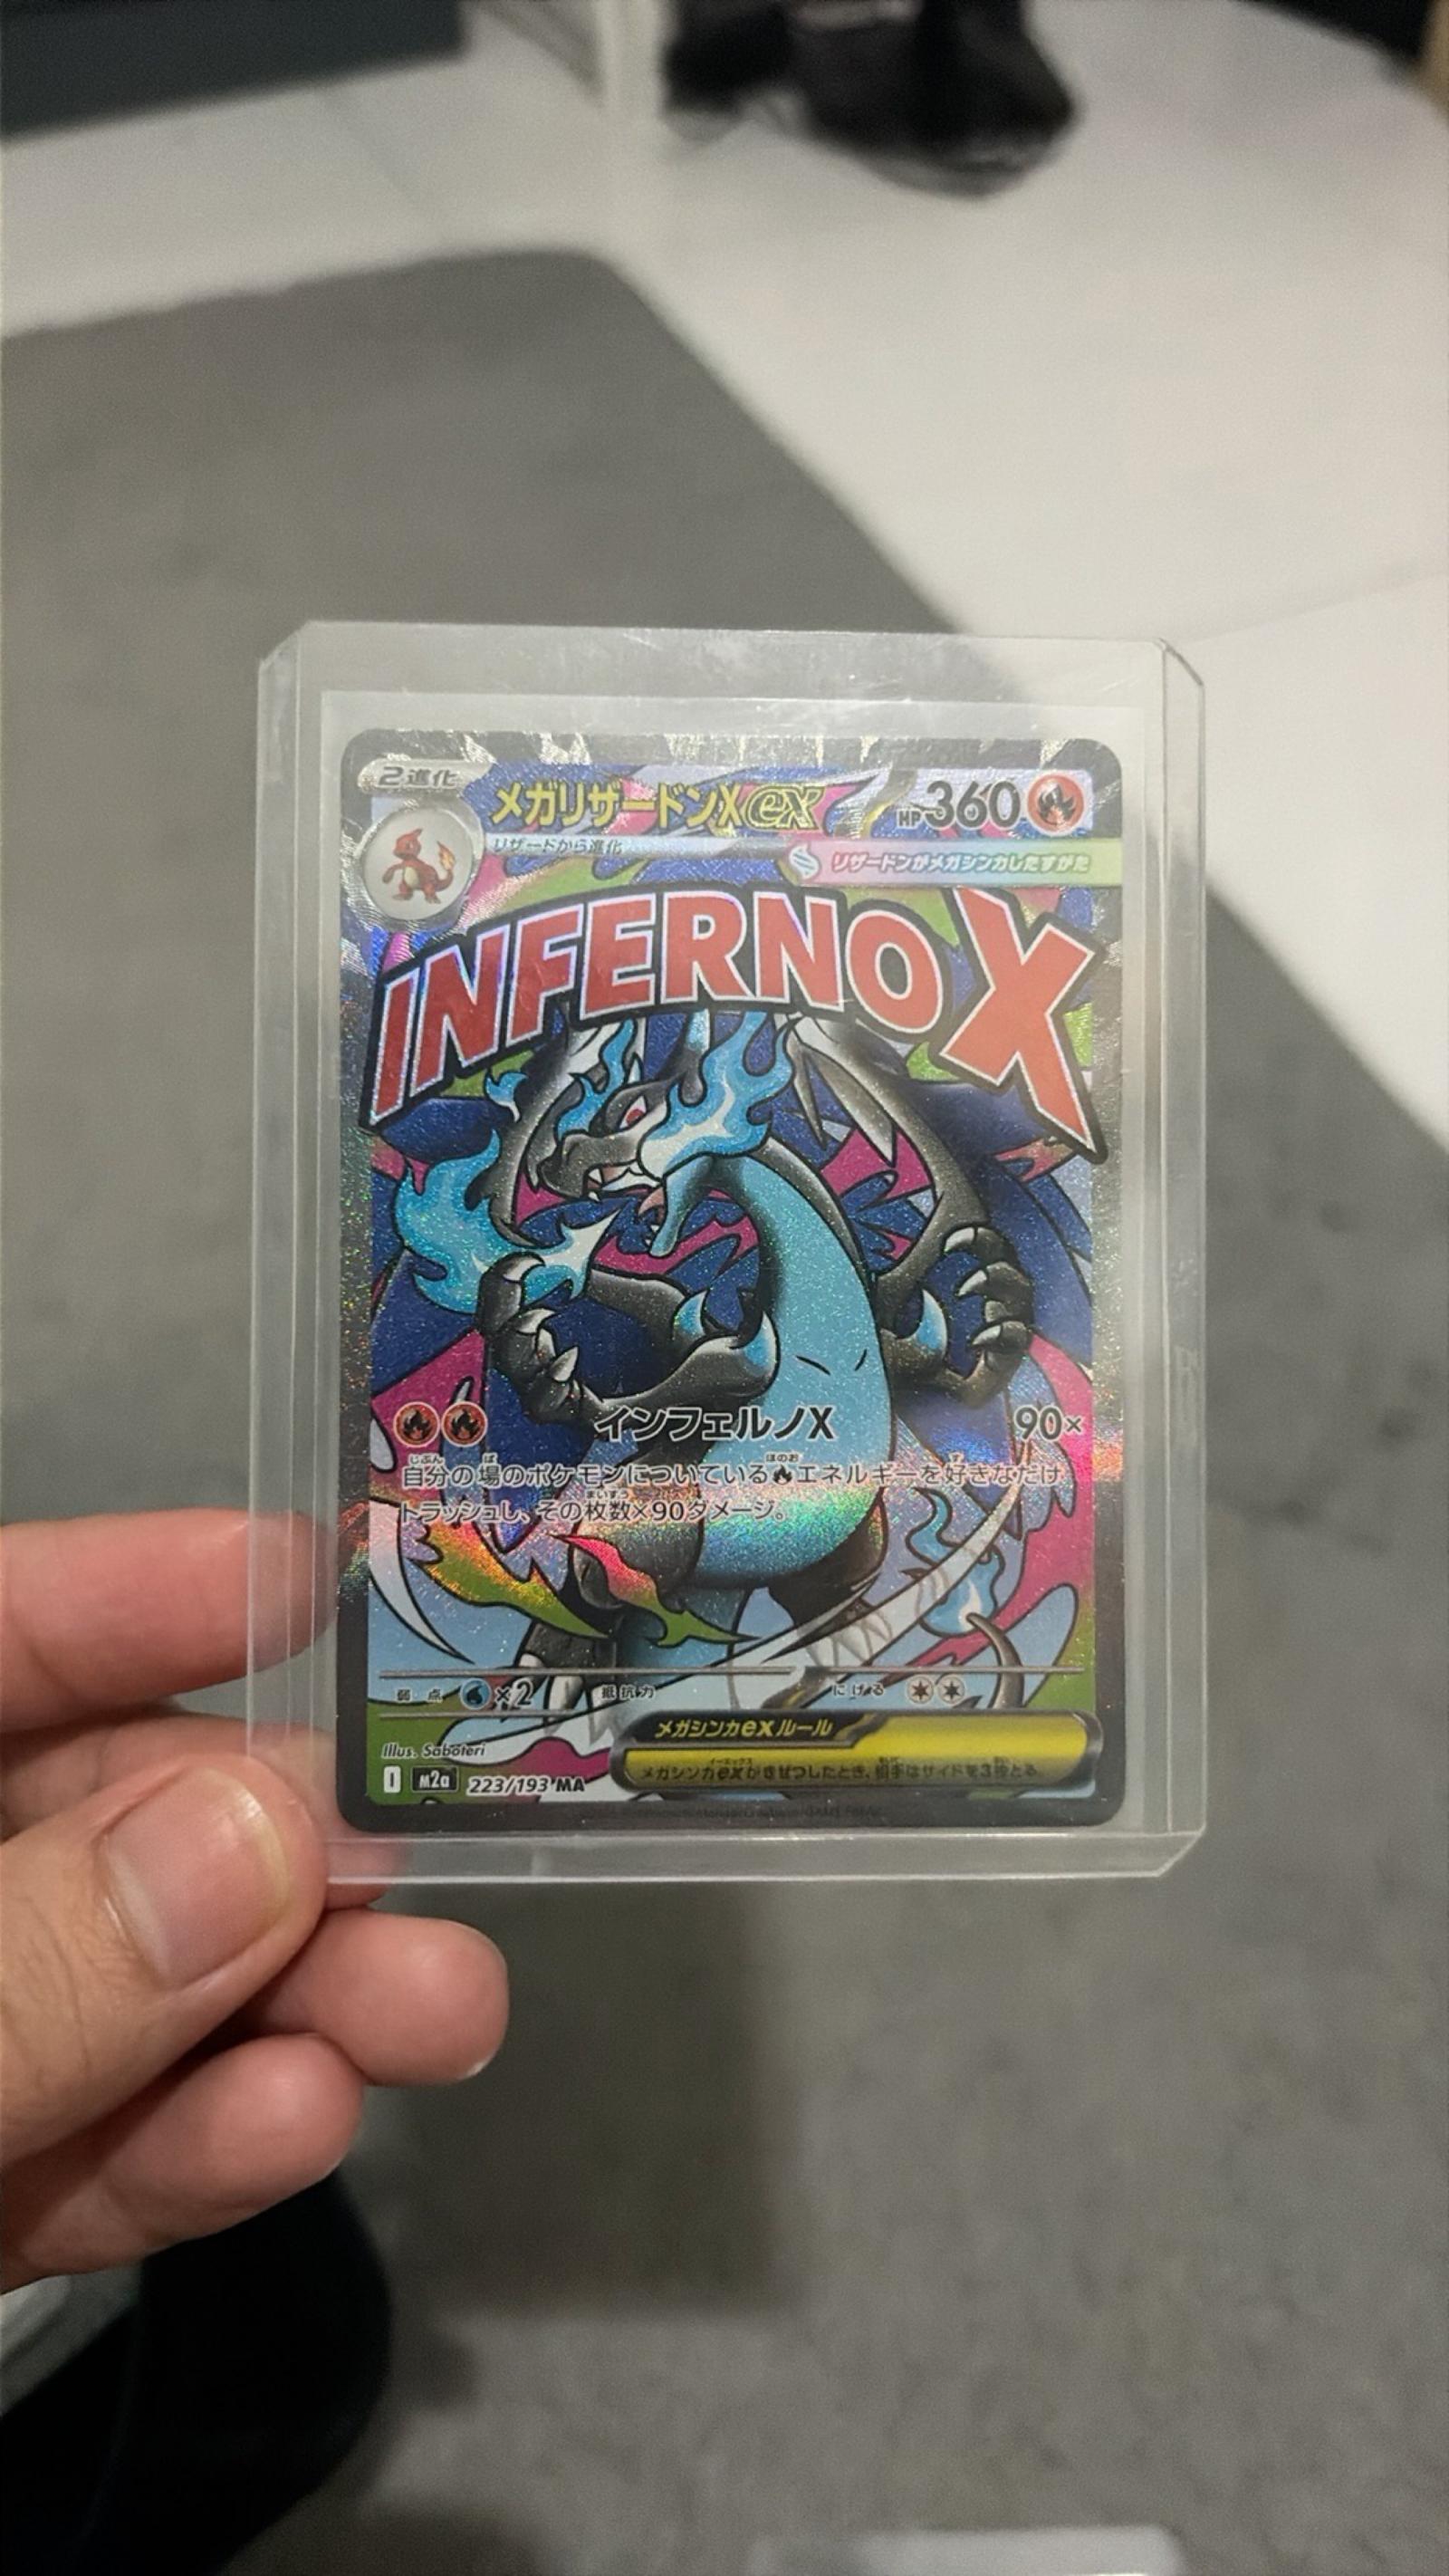 2進化
メガリザードンXex
HP360
リザードから進化
リザードンがメガシンカしたすがた
INFERNO X
インフェルノX 90×
自分の場のポケモンについているエネルギーを好きなだけ
トラッシュし、その枚数×90ダメージ。
弱点 ×2 抵抗力 にげる
メガシンカexルール
メガシンカexがきぜつしたとき、相手はサイドを3枚とる。
Illus. Saboteri
I M2a 223/193 MA